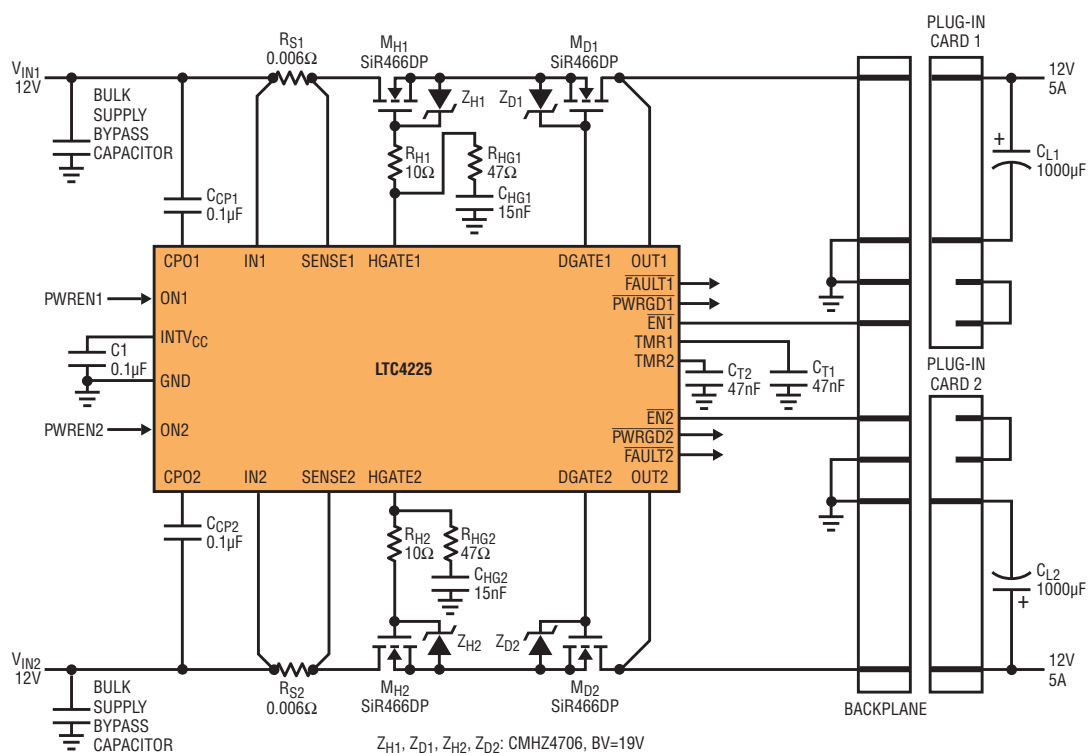 PLUG-IN
CARD 1
RS1
0.006Ω
MH1
SiR466DP
MD1
SiR466DP
VIN1
12V
12V
5A
BULK
SUPPLY
BYPASS
CAPACITOR
ZH1
ZD1
RH1
10Ω
RHG1
47Ω
+
CL1
1000µF
CCP1
0.1µF
CHG1
15nF
CPO1
IN1
SENSE1
HGATE1
DGATE1
OUT1
FAULT1
PWREN1
ON1
PWRGD1
EN1
INTVCC
TMR1
C1
0.1µF
TMR2
LTC4225
CT2
47nF
CT1
47nF
GND
PLUG-IN
CARD 2
EN2
PWREN2
ON2
PWRGD2
FAULT2
CPO2
IN2
SENSE2
HGATE2
DGATE2
OUT2
CCP2
0.1µF
RH2
10Ω
RHG2
47Ω
CHG2
15nF
CL2
1000µF
+
ZH2
ZD2
VIN2
12V
12V
5A
BULK
SUPPLY
BYPASS
CAPACITOR
RS2
0.006Ω
MH2
SiR466DP
MD2
SiR466DP
BACKPLANE
ZH1, ZD1, ZH2, ZD2: CMHZ4706, BV=19V